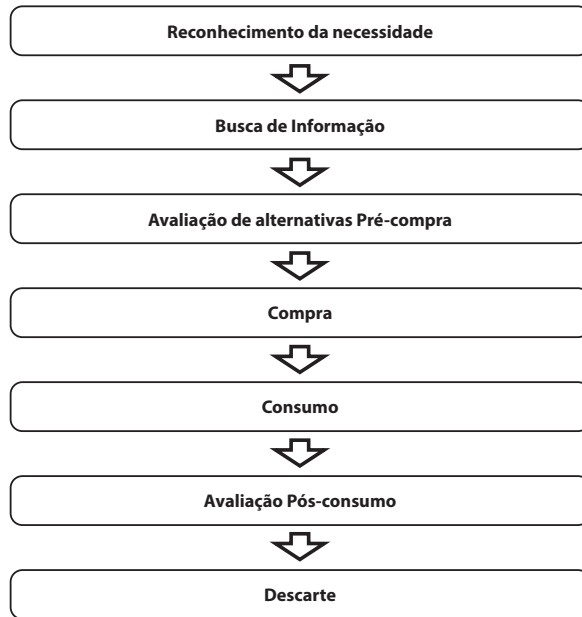 Reconhecimento da necessidade
Busca de Informação
Avaliação de alternativas Pré-compra
Compra
Consumo
Avaliação Pós-consumo
Descarte